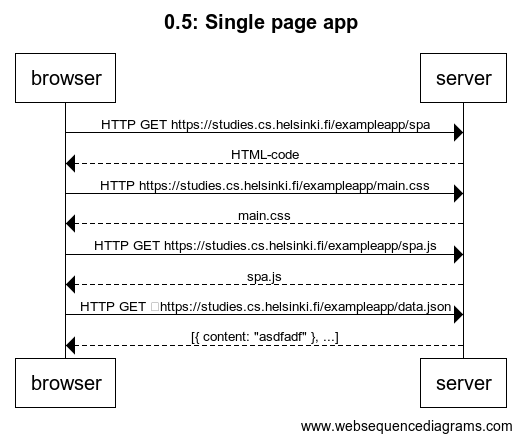 0.5: Single page app
browser server
HTTP GET https://studies.cs.helsinki.fi/exampleapp/spa
HTML-code
HTTP https://studies.cs.helsinki.fi/exampleapp/main.css
main.css
HTTP GET https://studies.cs.helsinki.fi/exampleapp/spa.js
spa.js
HTTP GET https://studies.cs.helsinki.fi/exampleapp/data.json
[{ content: "asdfadf" }, ...]
browser server
www.websequencediagrams.com